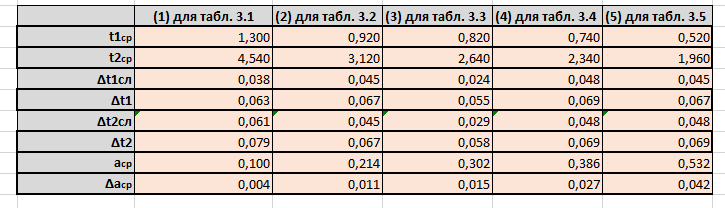 (1) для табл. 3.1 (2) для табл. 3.2 (3) для табл. 3.3 (4) для табл. 3.4 (5) для табл. 3.5
t1ср 1,300 0,920 0,820 0,740 0,520
t2ср 4,540 3,120 2,640 2,340 1,960
Δt1сл 0,038 0,045 0,024 0,048 0,045
Δt1 0,063 0,067 0,055 0,069 0,067
Δt2сл 0,061 0,045 0,029 0,048 0,048
Δt2 0,079 0,067 0,058 0,069 0,069
aср 0,100 0,214 0,302 0,386 0,532
Δaср 0,004 0,011 0,015 0,027 0,042